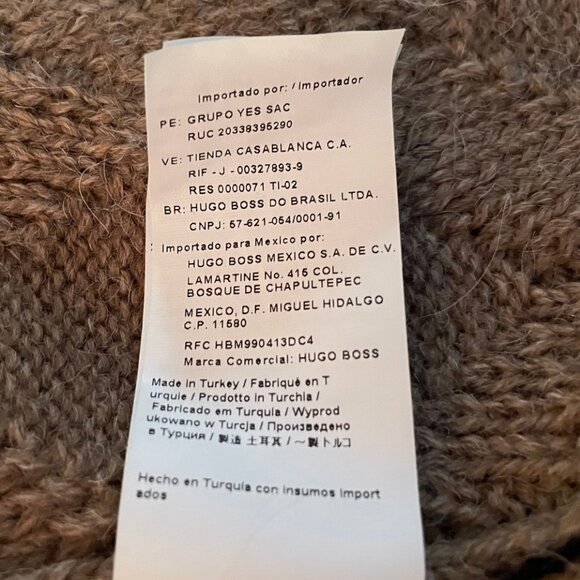 Importado por: / Importador
PE: GRUPO YES SAC
RUC 20338395290
VE: TIENDA CASABLANCA C.A.
RIF - J - 00327893-9
RES 0000071 TI-02
BR: HUGO BOSS DO BRASIL LTDA.
CNPJ: 57-621-054/0001-91
: Importado para Mexico por:
HUGO BOSS MEXICO S.A. DE C.V.
LAMARTINE No. 415 COL.
BOSQUE DE CHAPULTEPEC
MEXICO, D.F. MIGUEL HIDALGO
C.P. 11580
RFC HBM990413DC4
Marca Comercial: HUGO BOSS
Made in Turkey / Fabriqué en T
urquie / Prodotto in Turchia /
Fabricado em Turquia / Wyprod
ukowano w Turcja / Произведено
в Турция / 製造 土耳其 / ～製トルコ
Hecho en Turquía con insumos import
ados